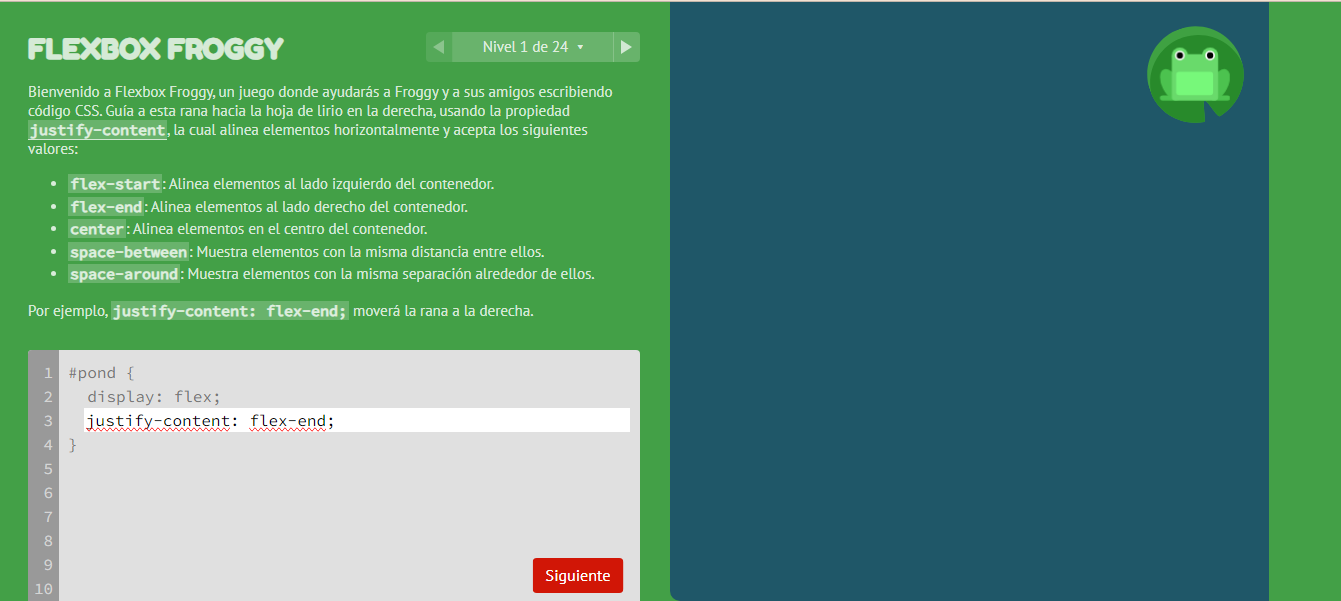 FLEXBOX FROGGY
Nivel 1 de 24
Bienvenido a Flexbox Froggy, un juego donde ayudarás a Froggy y a sus amigos escribiendo
código CSS. Guía a esta rana hacia la hoja de lirio en la derecha, usando la propiedad
justify-content, la cual alinea elementos horizontalmente y acepta los siguientes
valores:
• flex-start: Alinea elementos al lado izquierdo del contenedor.
• flex-end: Alinea elementos al lado derecho del contenedor.
• center: Alinea elementos en el centro del contenedor.
• space-between: Muestra elementos con la misma distancia entre ellos.
• space-around: Muestra elementos con la misma separación alrededor de ellos.
Por ejemplo, justify-content: flex-end; moverá la rana a la derecha.
1 #pond {
2 display: flex;
3 justify-content: flex-end;
4 }
5
6
7
8
9
10
Siguiente